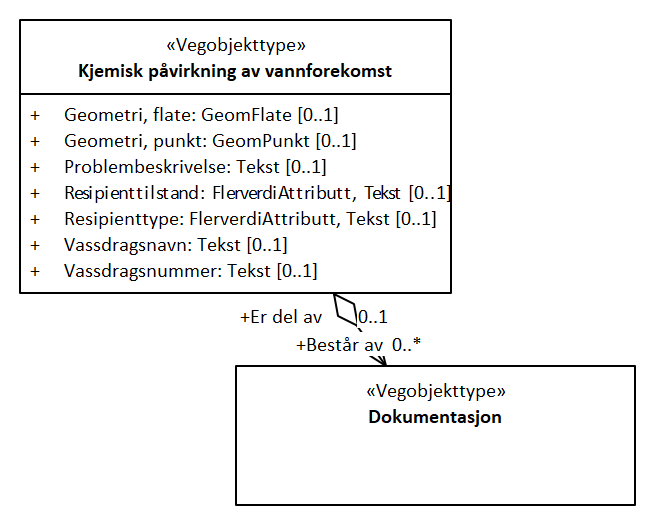 «Vegobjekttype»
Kjemisk påvirkning av vannforekomst
+ Geometri, flate: GeomFlate [0..1]
+ Geometri, punkt: GeomPunkt [0..1]
+ Problembeskrivelse: Tekst [0..1]
+ Resipienttilstand: FlerverdiAttributt, Tekst [0..1]
+ Resipienttype: FlerverdiAttributt, Tekst [0..1]
+ Vassdragsnavn: Tekst [0..1]
+ Vassdragsnummer: Tekst [0..1]
+Er del av 0..1
+Består av 0..*
«Vegobjekttype»
Dokumentasjon